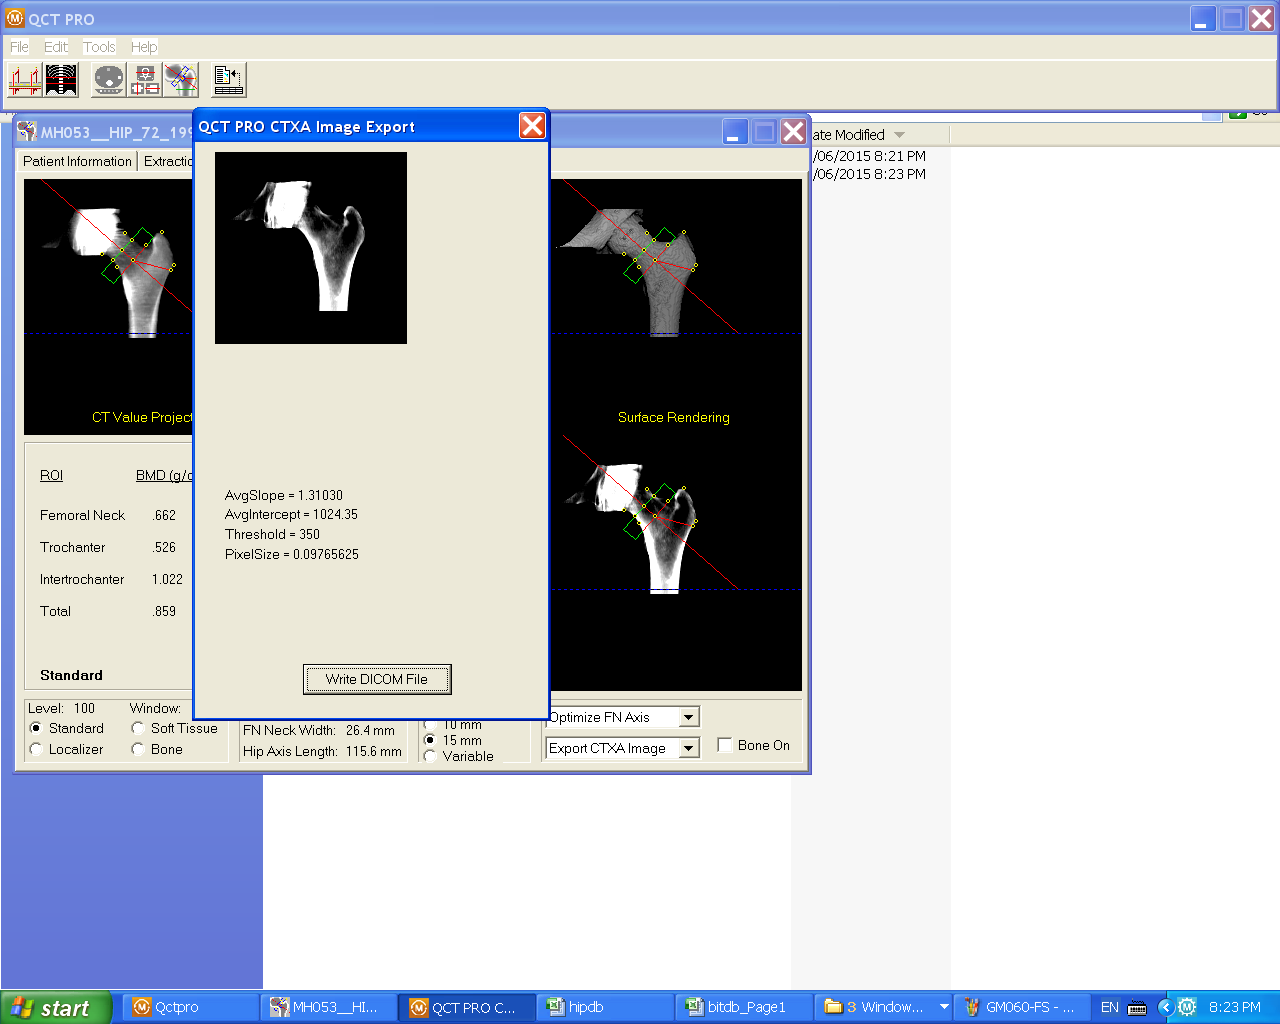 QCT PRO
File Edit Tools Help
MH053__HIP_72_199
QCT PRO CTXA Image Export
ate Modified
Patient Information
/06/2015 8:21 PM
/06/2015 8:23 PM
CT Value Project
Surface Rendering
ROI BMD (g/c
AvgSlope = 1.31030
AvgIntercept = 1024.35
Threshold = 350
PixelSize = 0.09765625
Femoral Neck .662
Trochanter .526
Intertrochanter 1.022
Total .859
Standard
Write DICOM File
Level: 100 Window:
Standard Soft Tissue
Localizer Bone
FN Neck Width: 26.4 mm
Hip Axis Length: 115.6 mm
10 mm
15 mm
Variable
Optimize FN Axis
Export CTXA Image
Bone On
start
Qctpro
MH053__HI...
QCT PRO C...
hipdb
bitdb_Page1
3 Window...
GM060-FS - ...
EN
8:23 PM